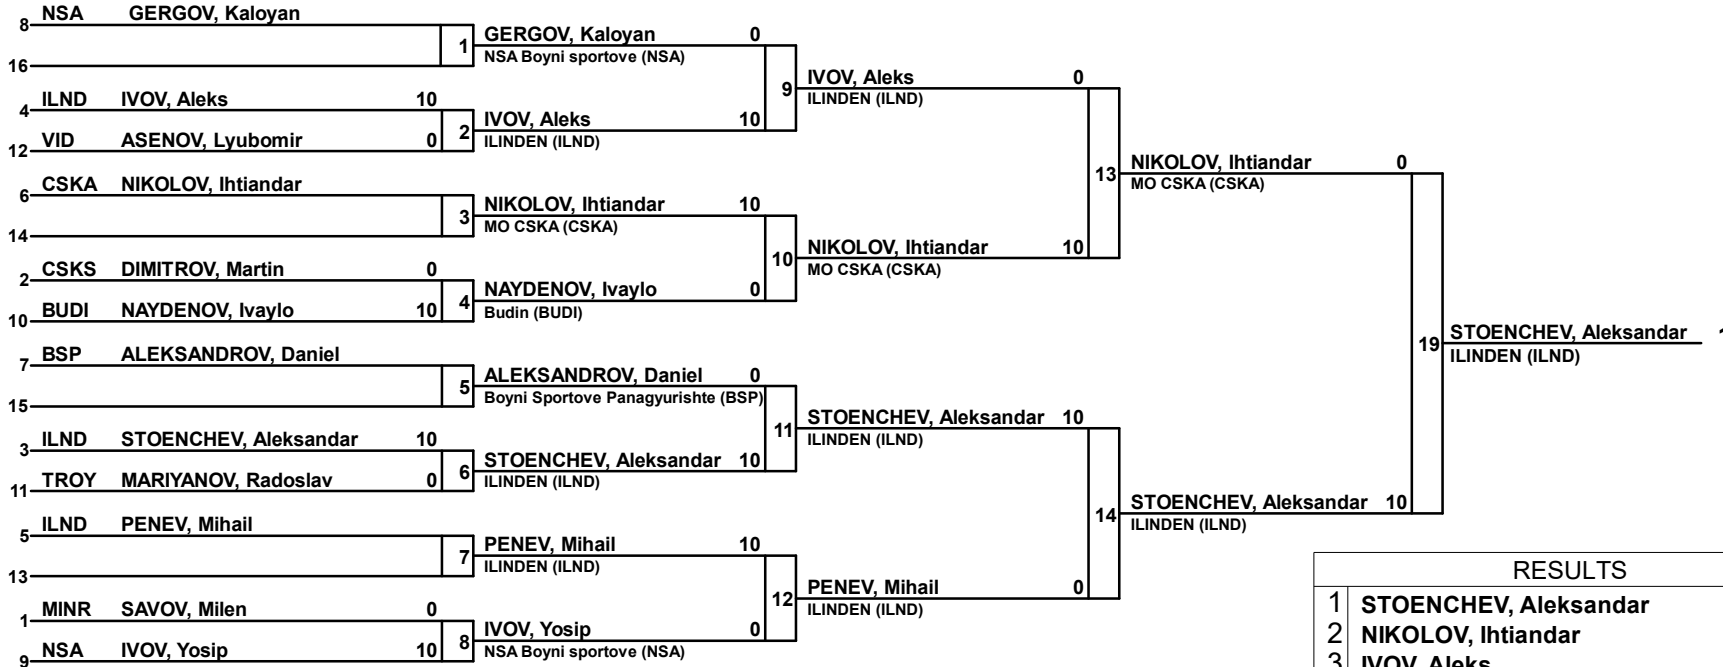 8 NSA GERGOV, Kaloyan
16
1
4 ILND IVOV, Aleks 10
12 VID ASENOV, Lyubomir 0
2
6 CSKA NIKOLOV, Ihtiandar
14
3
2 CSKS DIMITROV, Martin 0
10 BUDI NAYDENOV, Ivaylo 10
4
7 BSP ALEKSANDROV, Daniel
15
5
3 ILND STOENCHEV, Aleksandar 10
11 TROY MARIYANOV, Radoslav 0
6
5 ILND PENEV, Mihail
13
7
1 MINR SAVOV, Milen 0
9 NSA IVOV, Yosip 10
8
GERGOV, Kaloyan 0
NSA Boyni sportove (NSA)
IVOV, Aleks 10
ILINDEN (ILND)
9
NIKOLOV, Ihtiandar 10
MO CSKA (CSKA)
NAYDENOV, Ivaylo 0
Budin (BUDI)
10
ALEKSANDROV, Daniel 0
Boyni Sportove Panagyurishte (BSP)
STOENCHEV, Aleksandar 10
ILINDEN (ILND)
11
PENEV, Mihail 10
ILINDEN (ILND)
IVOV, Yosip 0
NSA Boyni sportove (NSA)
12
IVOV, Aleks 0
ILINDEN (ILND)
NIKOLOV, Ihtiandar 10
MO CSKA (CSKA)
13
STOENCHEV, Aleksandar 10
ILINDEN (ILND)
PENEV, Mihail 0
ILINDEN (ILND)
14
NIKOLOV, Ihtiandar 0
MO CSKA (CSKA)
STOENCHEV, Aleksandar 10
ILINDEN (ILND)
19
STOENCHEV, Aleksandar
ILINDEN (ILND)
RESULTS
1 STOENCHEV, Aleksandar
2 NIKOLOV, Ihtiandar
3 IVOV, Aleks